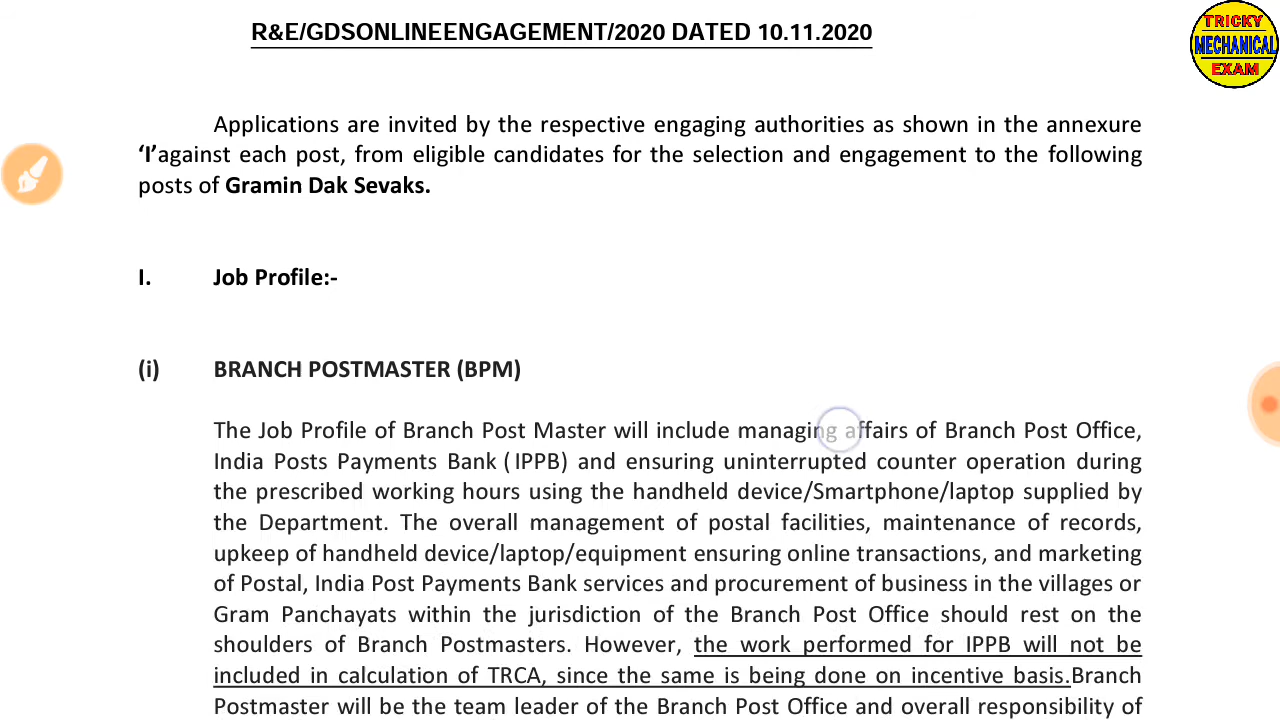 R&E/GDSONLINEENGAGEMENT/2020 DATED 10.11.2020
TRICKY
MECHANICAL
EXAM
Applications are invited by the respective engaging authorities as shown in the annexure
‘I’against each post, from eligible candidates for the selection and engagement to the following
posts of Gramin Dak Sevaks.
I. Job Profile:-
(i) BRANCH POSTMASTER (BPM)
The Job Profile of Branch Post Master will include managing affairs of Branch Post Office,
India Posts Payments Bank ( IPPB) and ensuring uninterrupted counter operation during
the prescribed working hours using the handheld device/Smartphone/laptop supplied by
the Department. The overall management of postal facilities, maintenance of records,
upkeep of handheld device/laptop/equipment ensuring online transactions, and marketing
of Postal, India Post Payments Bank services and procurement of business in the villages or
Gram Panchayats within the jurisdiction of the Branch Post Office should rest on the
shoulders of Branch Postmasters. However, the work performed for IPPB will not be
included in calculation of TRCA, since the same is being done on incentive basis.Branch
Postmaster will be the team leader of the Branch Post Office and overall responsibility of